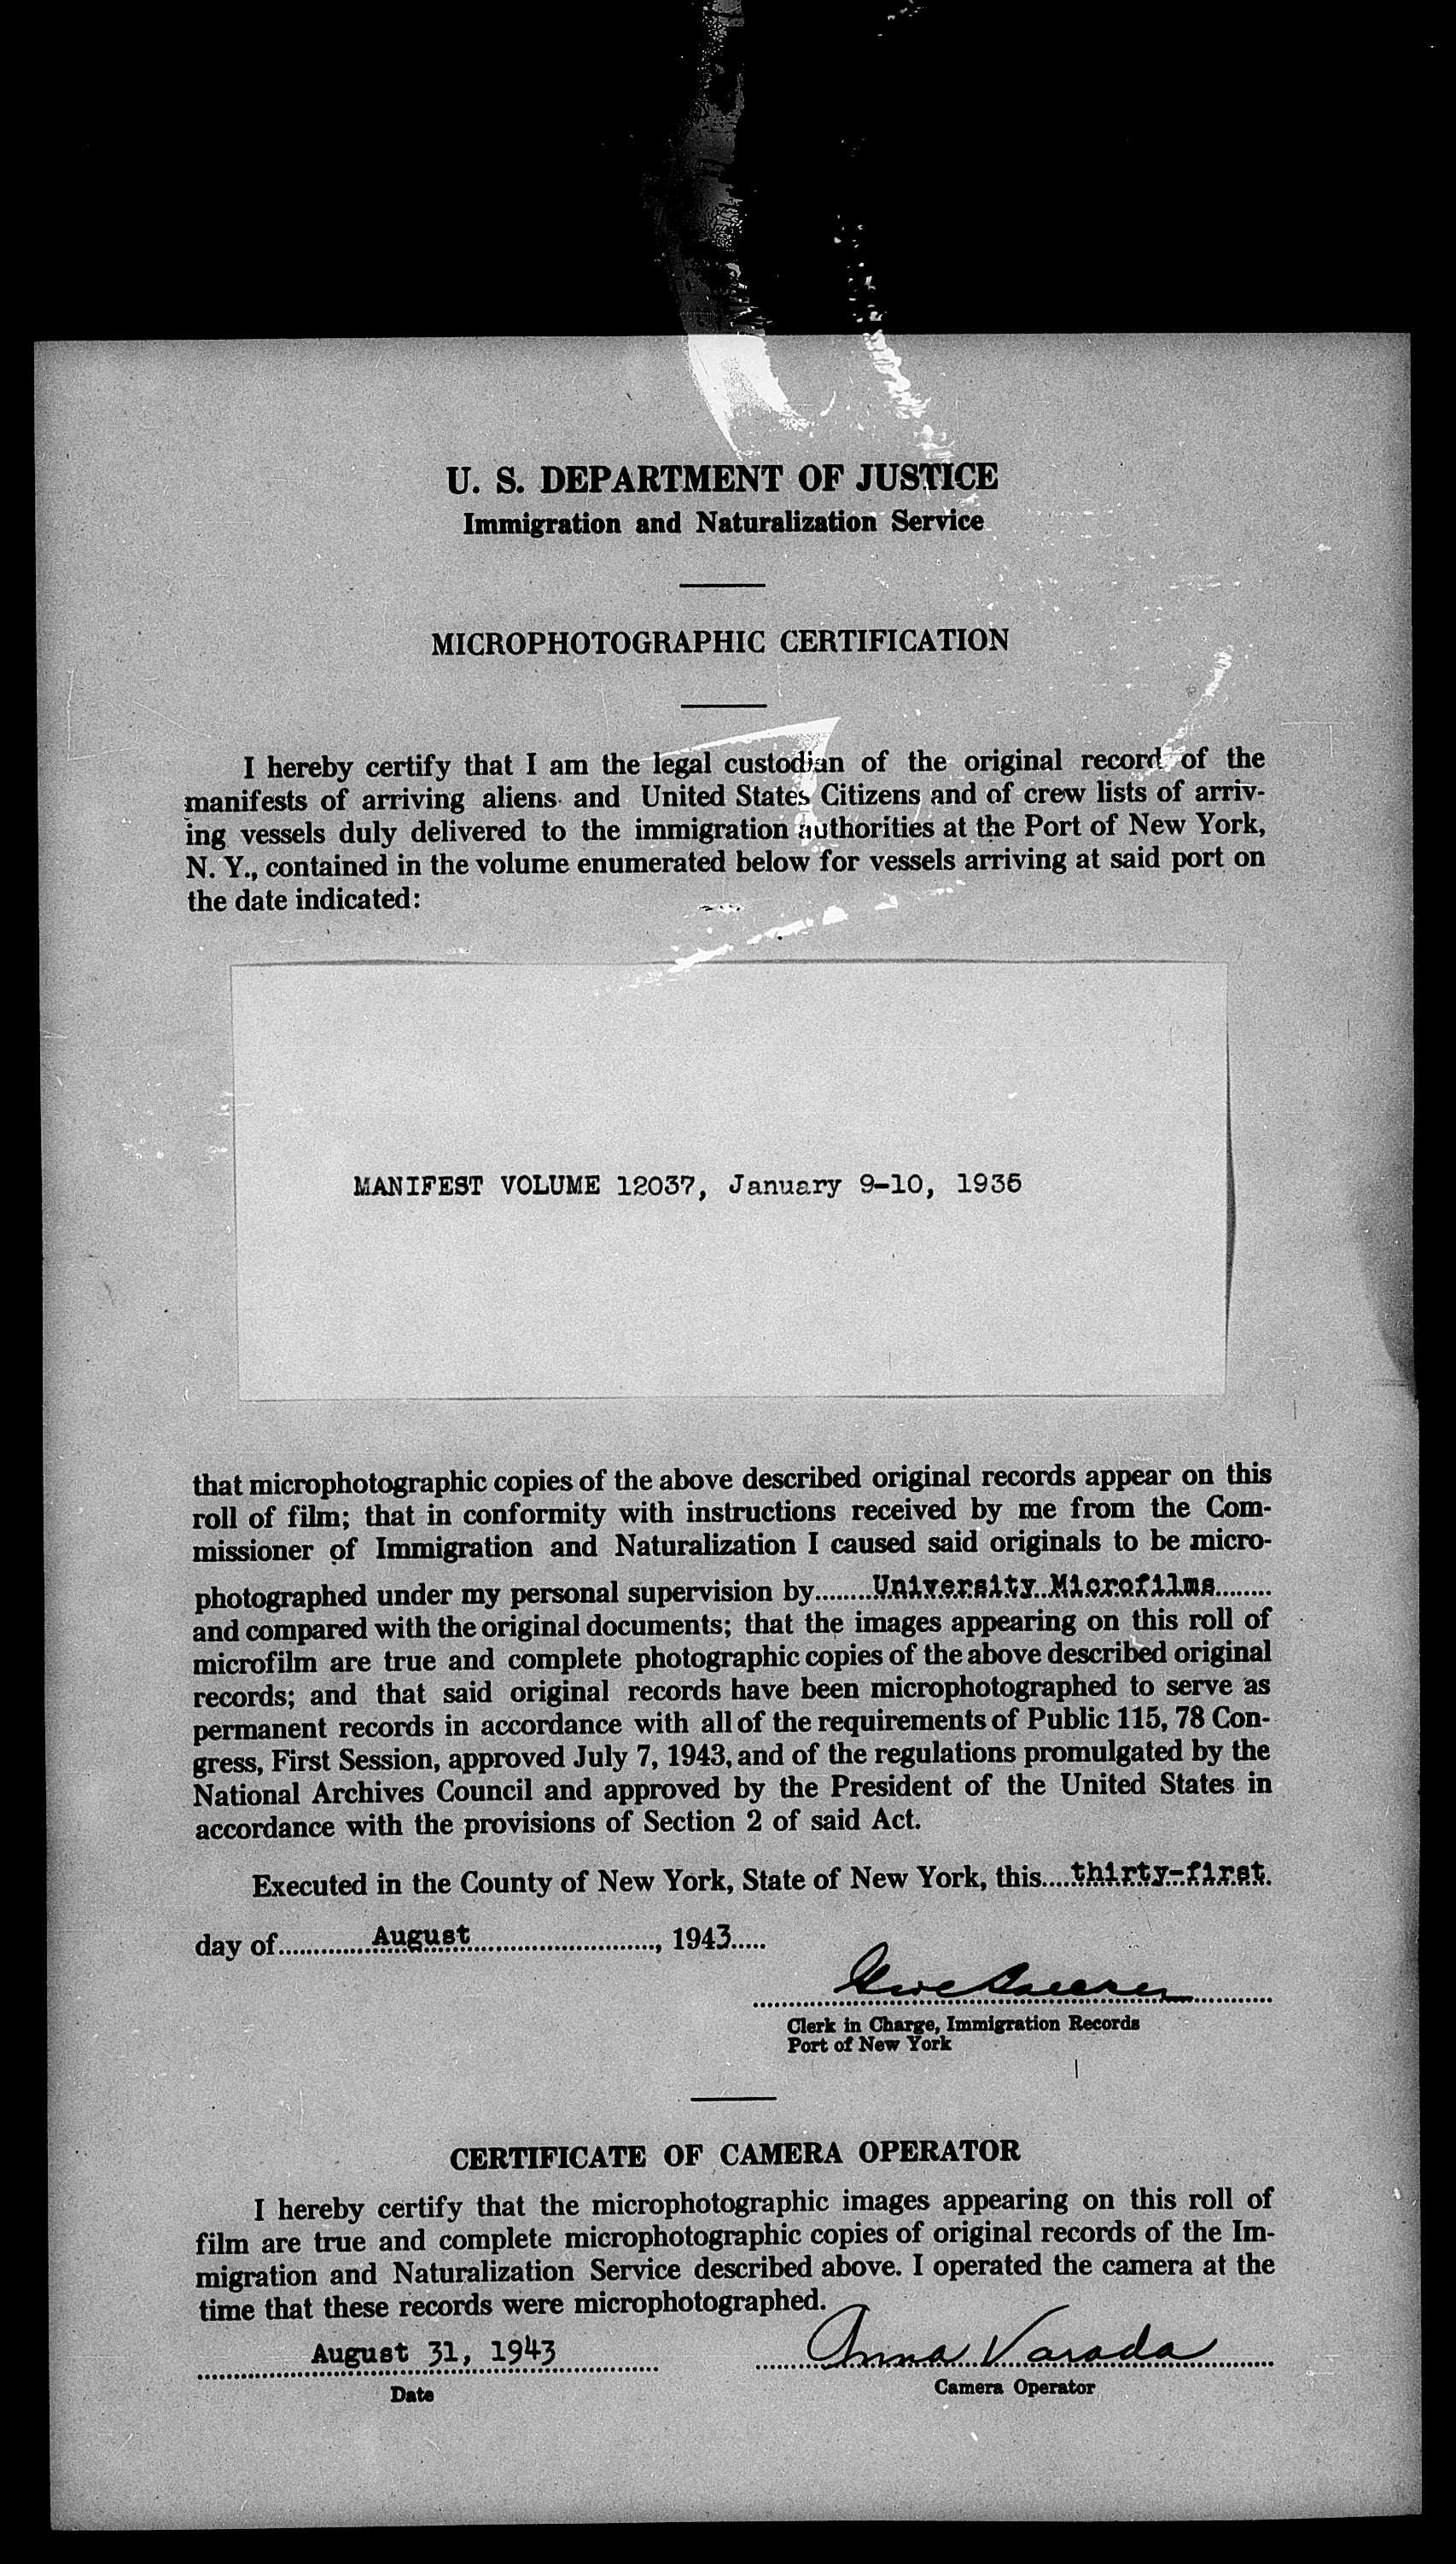 U. S. DEPARTMENT OF JUSTICE
Immigration and Naturalization Service
MICROPHOTOGRAPHIC CERTIFICATION
I hereby certify that I am the legal custodian of the original record of the
manifests of arriving aliens and United States Citizens and of crew lists of arriv-
ing vessels duly delivered to the immigration authorities at the Port of New York,
N. Y., contained in the volume enumerated below for vessels arriving at said port on
the date indicated:
MANIFEST VOLUME 12037, January 9-10, 1935
that microphotographic copies of the above described original records appear on this
roll of film; that in conformity with instructions received by me from the Com-
missioner of Immigration and Naturalization I caused said originals to be micro-
photographed under my personal supervision by........University Microfilms........
and compared with the original documents; that the images appearing on this roll of
microfilm are true and complete photographic copies of the above described original
records; and that said original records have been microphotographed to serve as
permanent records in accordance with all of the requirements of Public 115, 78 Con-
gress, First Session, approved July 7, 1943, and of the regulations promulgated by the
National Archives Council and approved by the President of the United States in
accordance with the provisions of Section 2 of said Act.
Executed in the County of New York, State of New York, this....thirty-first.
day of.............August..........................., 1943.....
Clerk in Charge, Immigration Records
Port of New York
CERTIFICATE OF CAMERA OPERATOR
I hereby certify that the microphotographic images appearing on this roll of
film are true and complete microphotographic copies of original records of the Im-
migration and Naturalization Service described above. I operated the camera at the
time that these records were microphotographed.
August 31, 1943 Anna Varada
Date Camera Operator